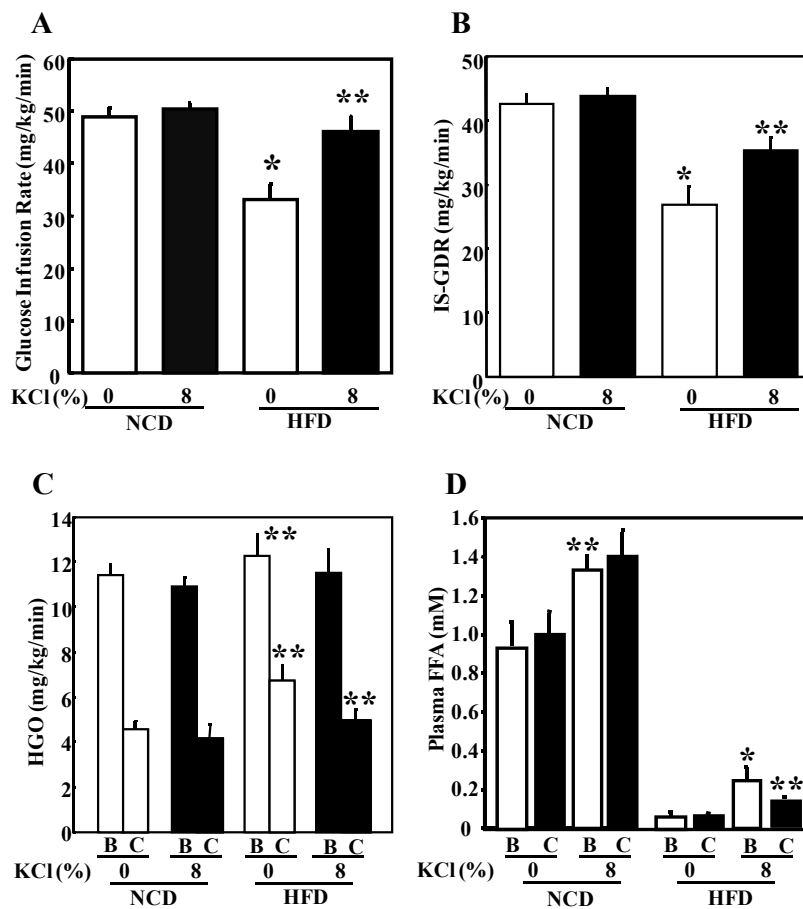 A
Glucose Infusion Rate (mg/kg/min)
60
50
40
30
20
10
0
*
**
KCl (%) 0 8 0 8
NCD HFD
B
IS-GDR (mg/kg/min)
50
40
30
20
10
0
*
**
KCl (%) 0 8 0 8
NCD HFD
C
HGO (mg/kg/min)
14
12
10
8
6
4
2
0
**
**
**
B C B C B C B C
KCl (%) 0 8 0 8
NCD HFD
D
Plasma FFA (mM)
1.6
1.4
1.2
1.0
0.8
0.6
0.4
0.2
0
**
*
**
B C B C B C B C
KCl (%) 0 8 0 8
NCD HFD